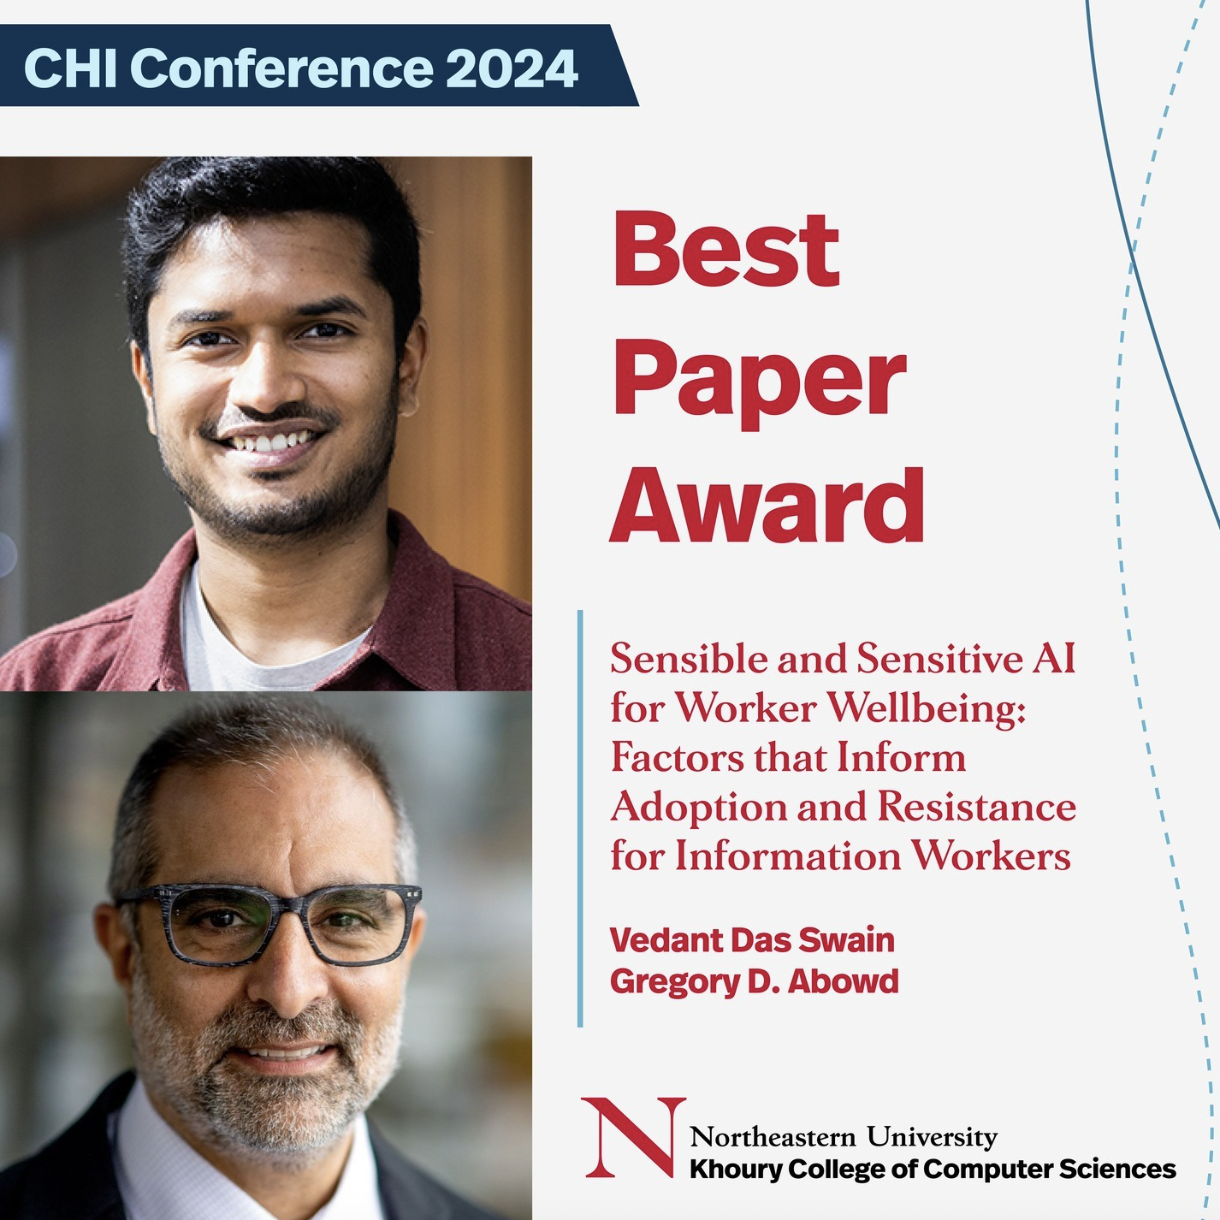 CHI Conference 2024
Best
Paper
Award
Sensible and Sensitive AI
for Worker Wellbeing:
Factors that Inform
Adoption and Resistance
for Information Workers
Vedant Das Swain
Gregory D. Abowd
N
Northeastern University
Khoury College of Computer Sciences